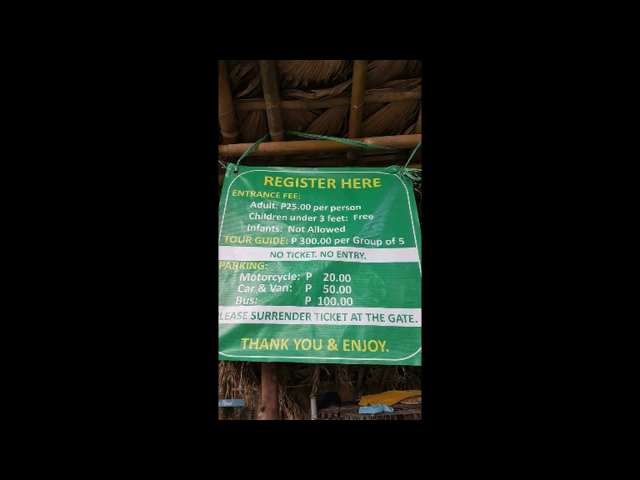 REGISTER HERE
ENTRANCE FEE:
Adult: P25.00 per person
Children under 3 feet: Free
Infants: Not Allowed
TOUR GUIDE: P 300.00 per Group of 5
NO TICKET. NO ENTRY.
PARKING:
Motorcycle: P 20.00
Car & Van: P 50.00
Bus: P 100.00
LEASE SURRENDER TICKET AT THE GATE.
THANK YOU & ENJOY.